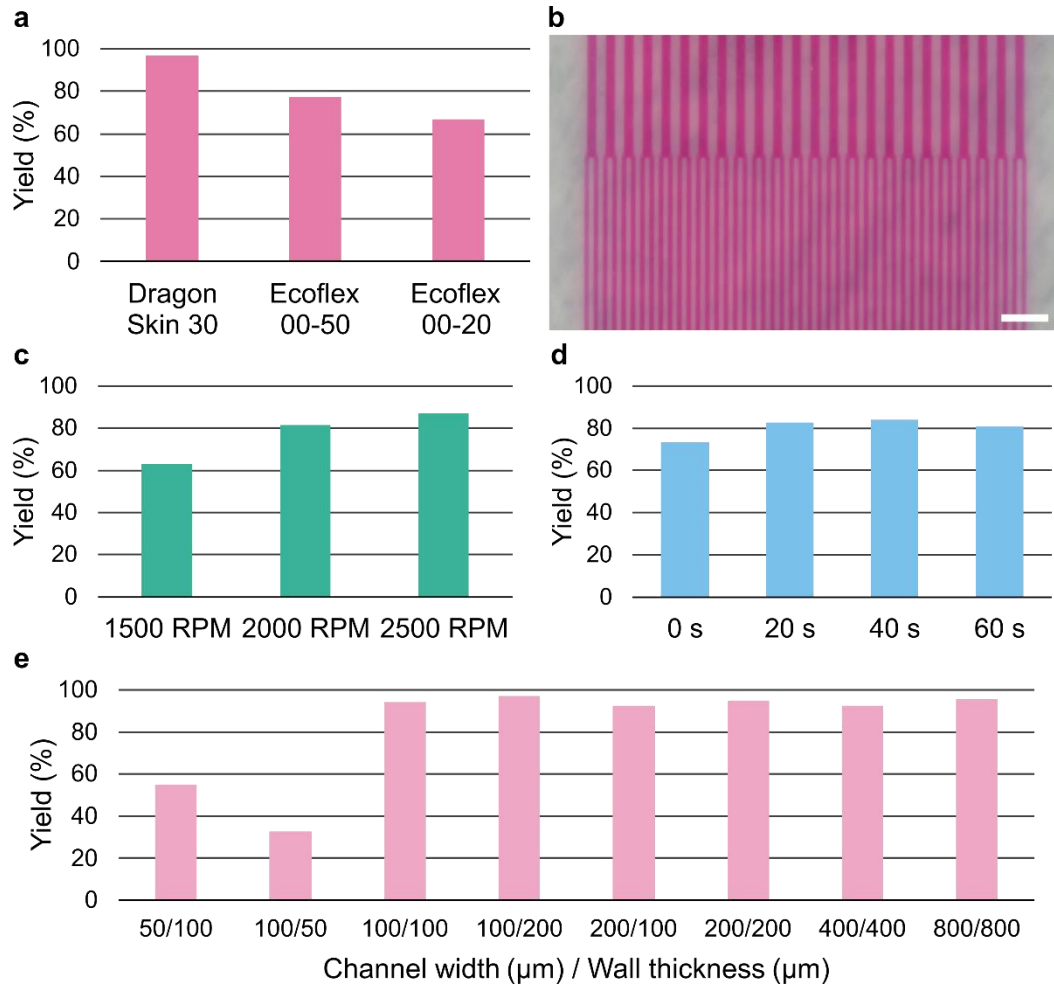 a
100
80
60
40
20
0
Yield (%)
Dragon
Skin 30
Ecoflex
00-50
Ecoflex
00-20
b
c
100
80
60
40
20
0
Yield (%)
1500 RPM 2000 RPM 2500 RPM
d
100
80
60
40
20
0
Yield (%)
0 s 20 s 40 s 60 s
e
100
80
60
40
20
0
Yield (%)
50/100 100/50 100/100 100/200 200/100 200/200 400/400 800/800
Channel width (µm) / Wall thickness (µm)